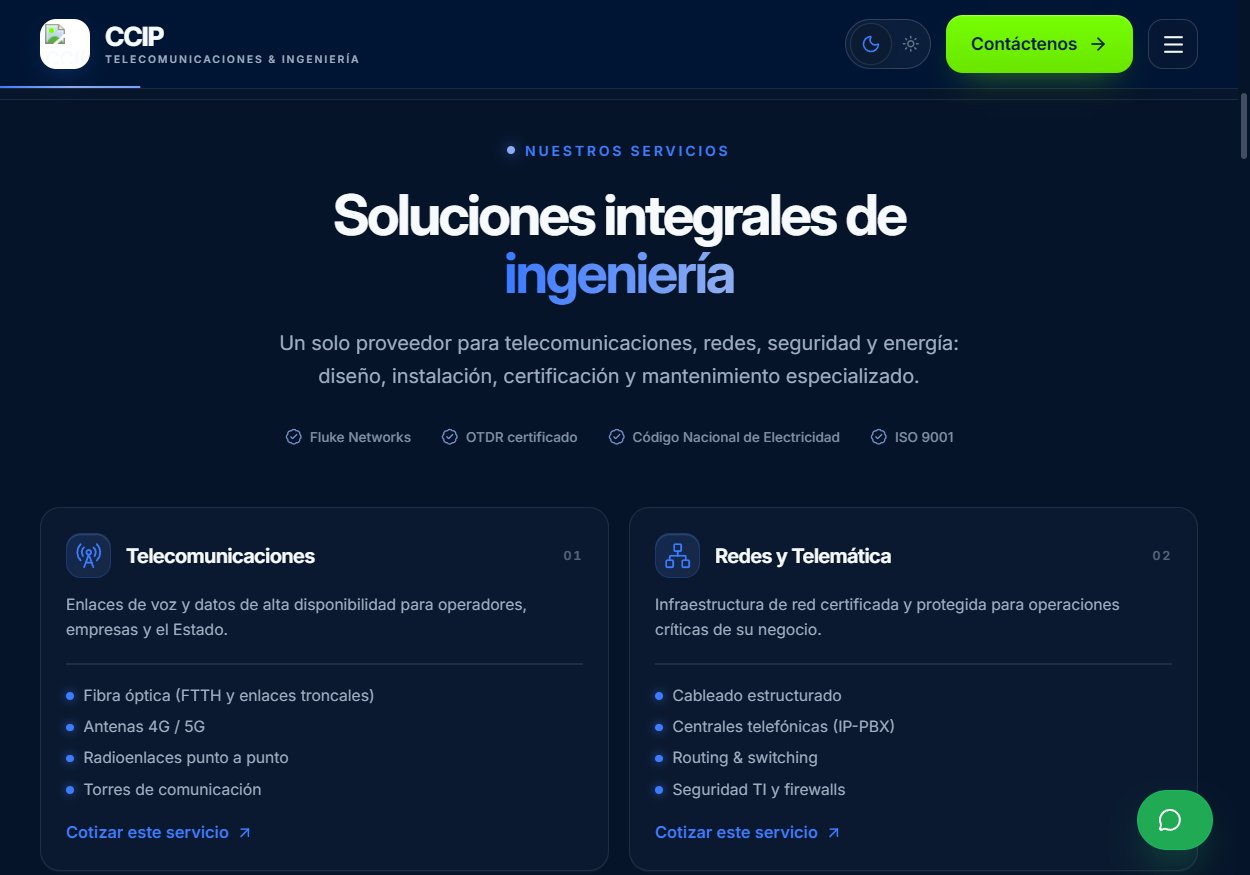 CCIP
TELECOMUNICACIONES & INGENIERÍA
Contáctenos
NUESTROS SERVICIOS
Soluciones integrales de
ingeniería
Un solo proveedor para telecomunicaciones, redes, seguridad y energía:
diseño, instalación, certificación y mantenimiento especializado.
Fluke Networks
OTDR certificado
Código Nacional de Electricidad
ISO 9001
Telecomunicaciones
01
Enlaces de voz y datos de alta disponibilidad para operadores,
empresas y el Estado.
Fibra óptica (FTTH y enlaces troncales)
Antenas 4G / 5G
Radioenlaces punto a punto
Torres de comunicación
Cotizar este servicio
Redes y Telemática
02
Infraestructura de red certificada y protegida para operaciones
críticas de su negocio.
Cableado estructurado
Centrales telefónicas (IP-PBX)
Routing & switching
Seguridad TI y firewalls
Cotizar este servicio